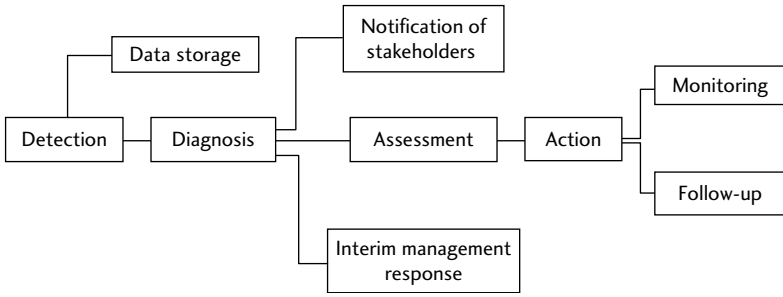 Notification of
stakeholders
Data storage
Monitoring
Detection
Diagnosis
Assessment
Action
Follow-up
Interim management
response